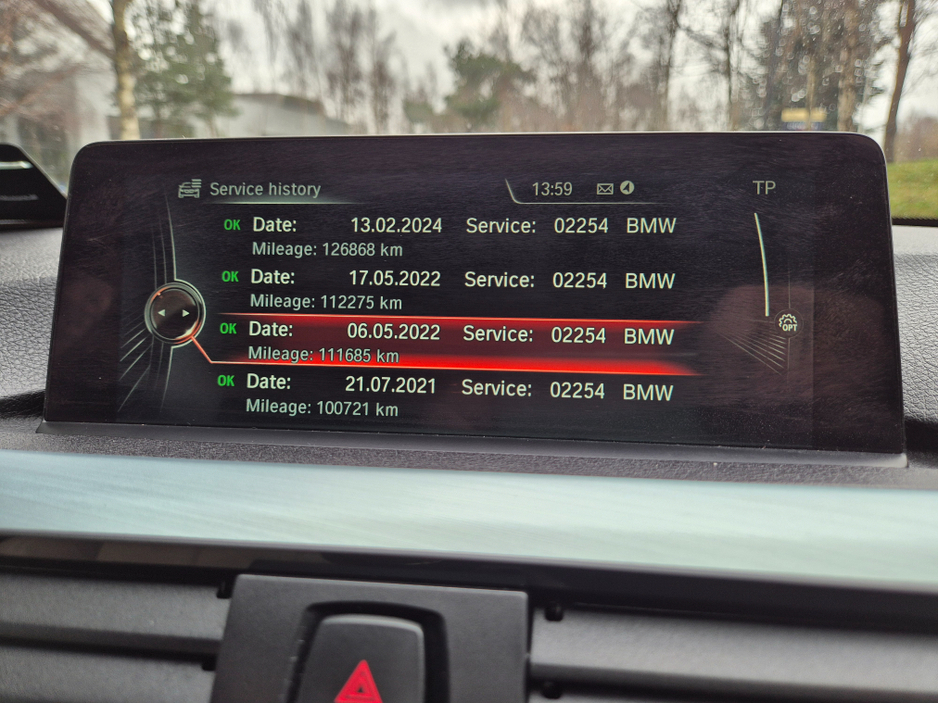 Service history 13:59 TP
OK Date: 13.02.2024 Service: 02254 BMW
Mileage: 126868 km
OK Date: 17.05.2022 Service: 02254 BMW
Mileage: 112275 km
OK Date: 06.05.2022 Service: 02254 BMW
Mileage: 111685 km
OPT
OK Date: 21.07.2021 Service: 02254 BMW
Mileage: 100721 km